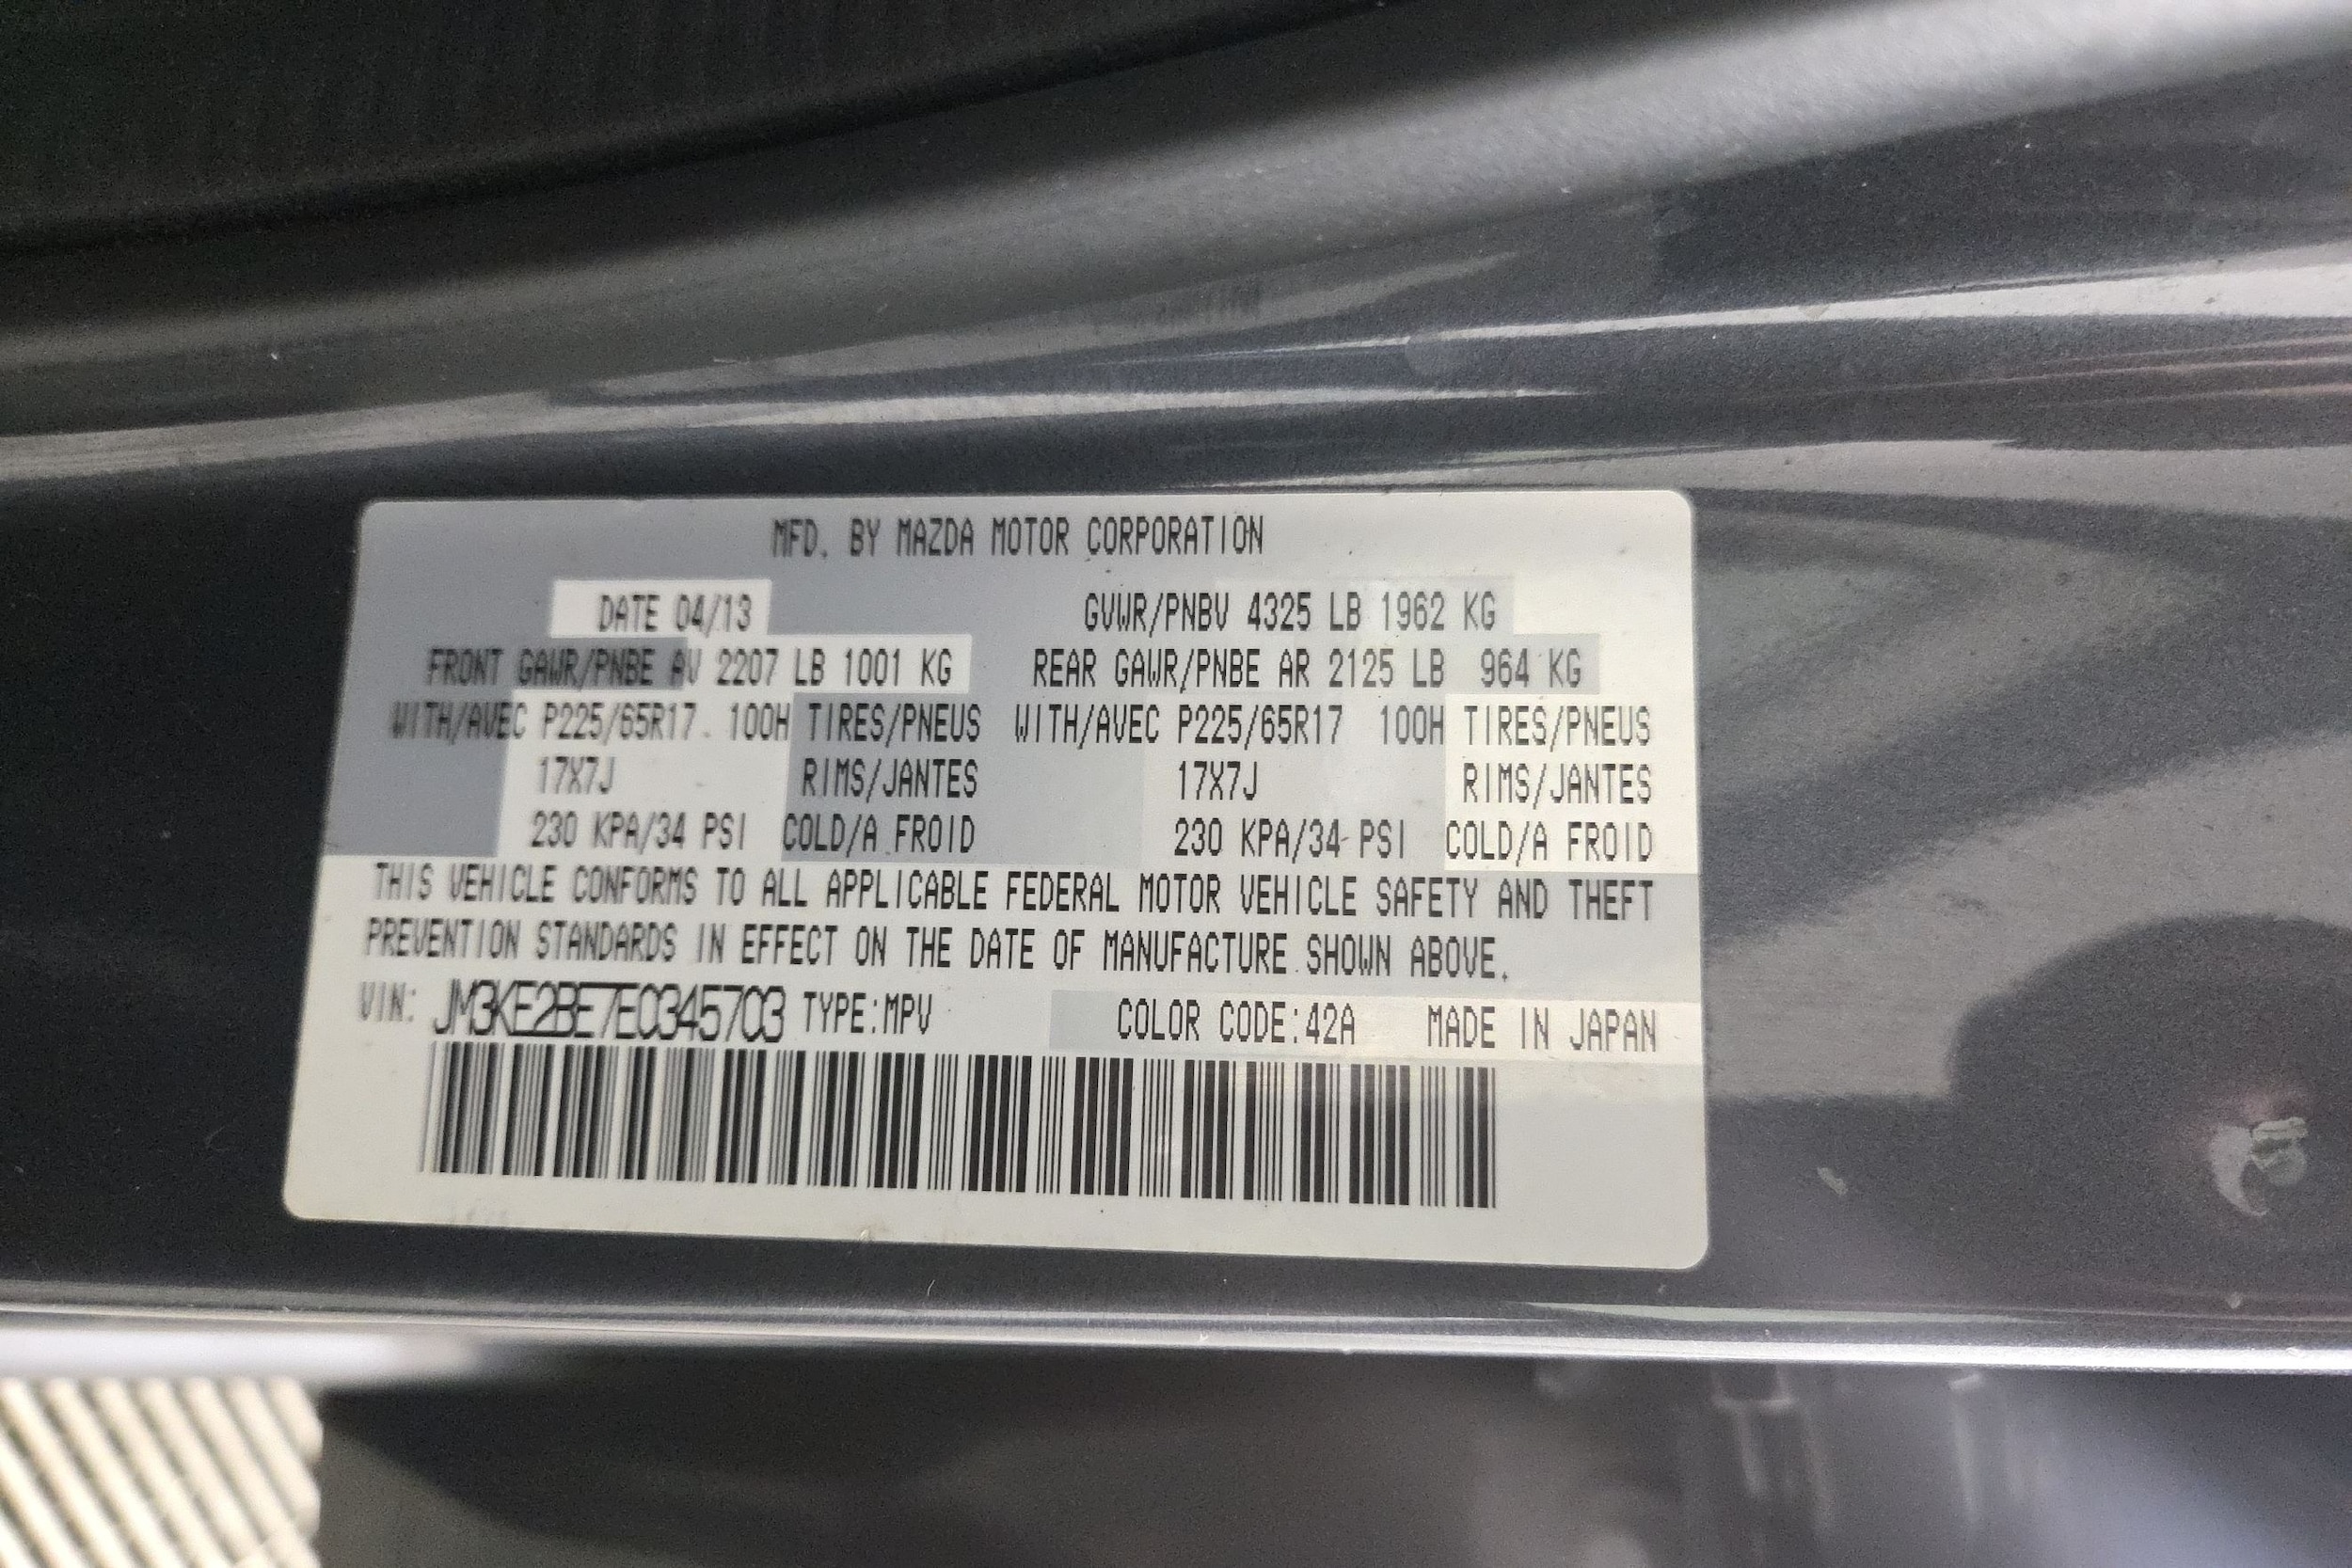 MFD. BY MAZDA MOTOR CORPORATION
DATE 04/13 GVWR/PNBV 4325 LB 1962 KG
FRONT GAWR/PNBE AV 2207 LB 1001 KG REAR GAWR/PNBE AR 2125 LB 964 KG
WITH/AVEC P225/65R17 100H TIRES/PNEUS WITH/AVEC P225/65R17 100H TIRES/PNEUS
17X7J RIMS/JANTES 17X7J RIMS/JANTES
230 KPA/34 PSI COLD/A FROID 230 KPA/34 PSI COLD/A FROID
THIS VEHICLE CONFORMS TO ALL APPLICABLE FEDERAL MOTOR VEHICLE SAFETY AND THEFT
PREVENTION STANDARDS IN EFFECT ON THE DATE OF MANUFACTURE SHOWN ABOVE.
VIN: JM3KE2BE7E0345703 TYPE:MPV COLOR CODE:42A MADE IN JAPAN